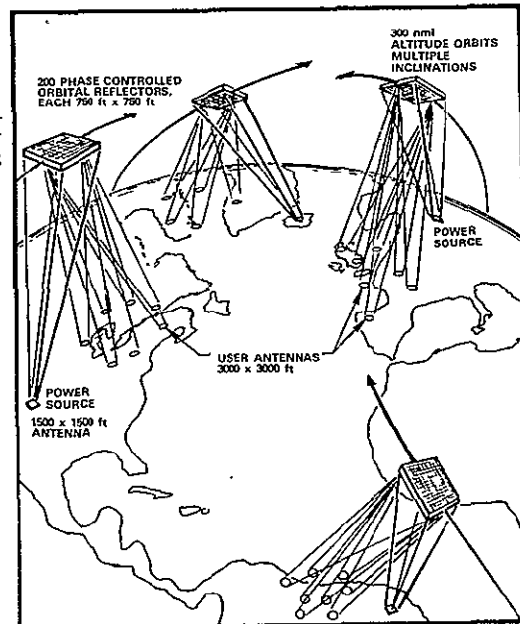 300 nmi
ALTITUDE ORBITS
MULTIPLE
INCLINATIONS
200 PHASE CONTROLLED
ORBITAL REFLECTORS,
EACH 750 ft x 750 ft
POWER
SOURCE
USER ANTENNAS
3000 x 3000 ft
POWER
SOURCE
1500 x 1500 ft
ANTENNA